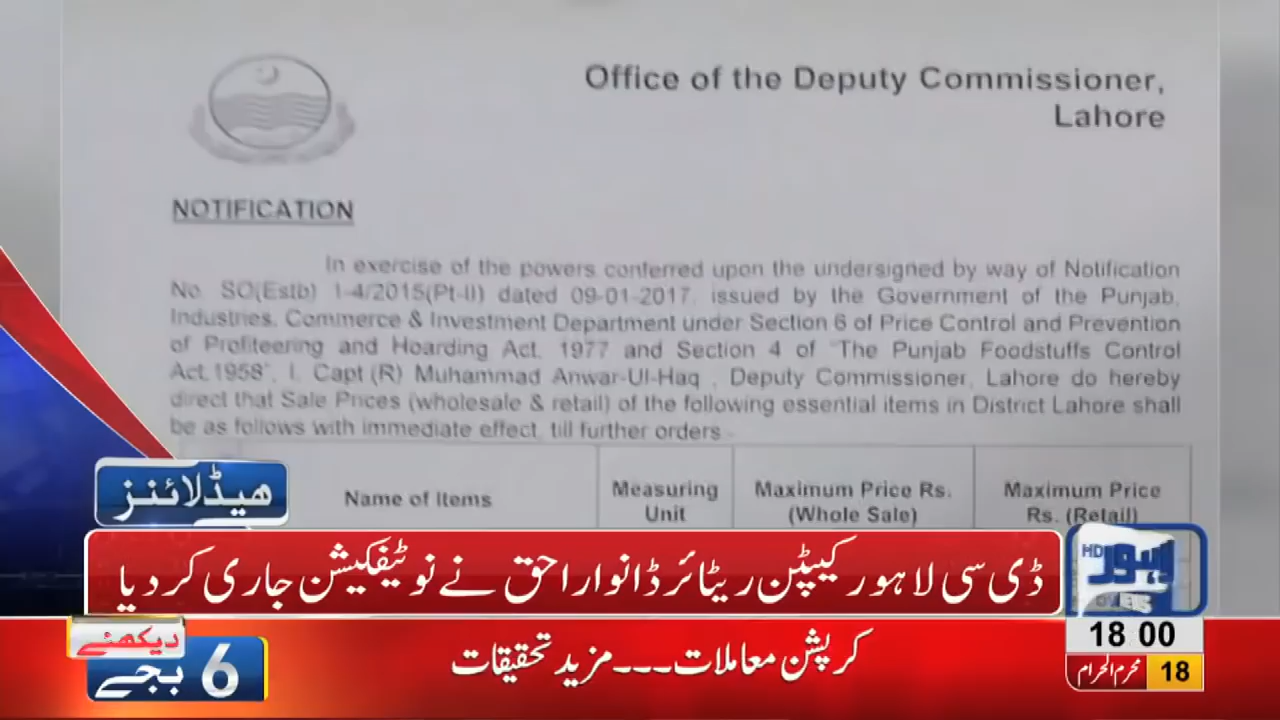 Office of the Deputy Commissioner,
Lahore
NOTIFICATION
In exercise of the powers conferred upon the undersigned by way of Notification
No. SO(Estb) 1-4/2015(Pt-II) dated 09-01-2017, issued by the Government of the Punjab,
Industries, Commerce & Investment Department under Section 6 of Price Control and Prevention
of Profiteering and Hoarding Act, 1977 and Section 4 of "The Punjab Foodstuffs Control
Act,1958", I, Capt (R) Muhammad Anwar-Ul-Haq , Deputy Commissioner, Lahore do hereby
direct that Sale Prices (wholesale & retail) of the following essential items in District Lahore shall
be as follows with immediate effect, till further orders:-
Name of Items
Measuring Unit
Maximum Price Rs. (Whole Sale)
Maximum Price Rs. (Retail)
ہیڈلائنز
ڈی سی لاہور کیپٹن ریٹائرڈ انوار احق نے نوٹیفکیشن جاری کر دیا
HD
لاہور
NEWS
18 00
دیکھئے
6 بجے
کرپشن معاملات۔۔۔مزید تحقیقات
18 محرم الحرام